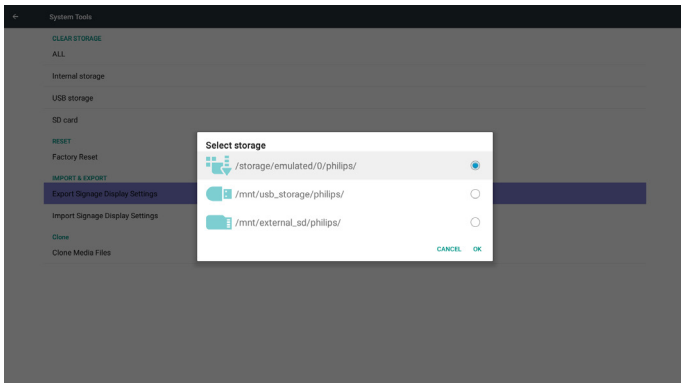 System Tools
CLEAR STORAGE
ALL
Internal storage
USB storage
SD card
RESET
Factory Reset
IMPORT & EXPORT
Export Signage Display Settings
Import Signage Display Settings
Clone
Clone Media Files
Select storage
/storage/emulated/0/philips/
/mnt/usb_storage/philips/
/mnt/external_sd/philips/
CANCEL OK